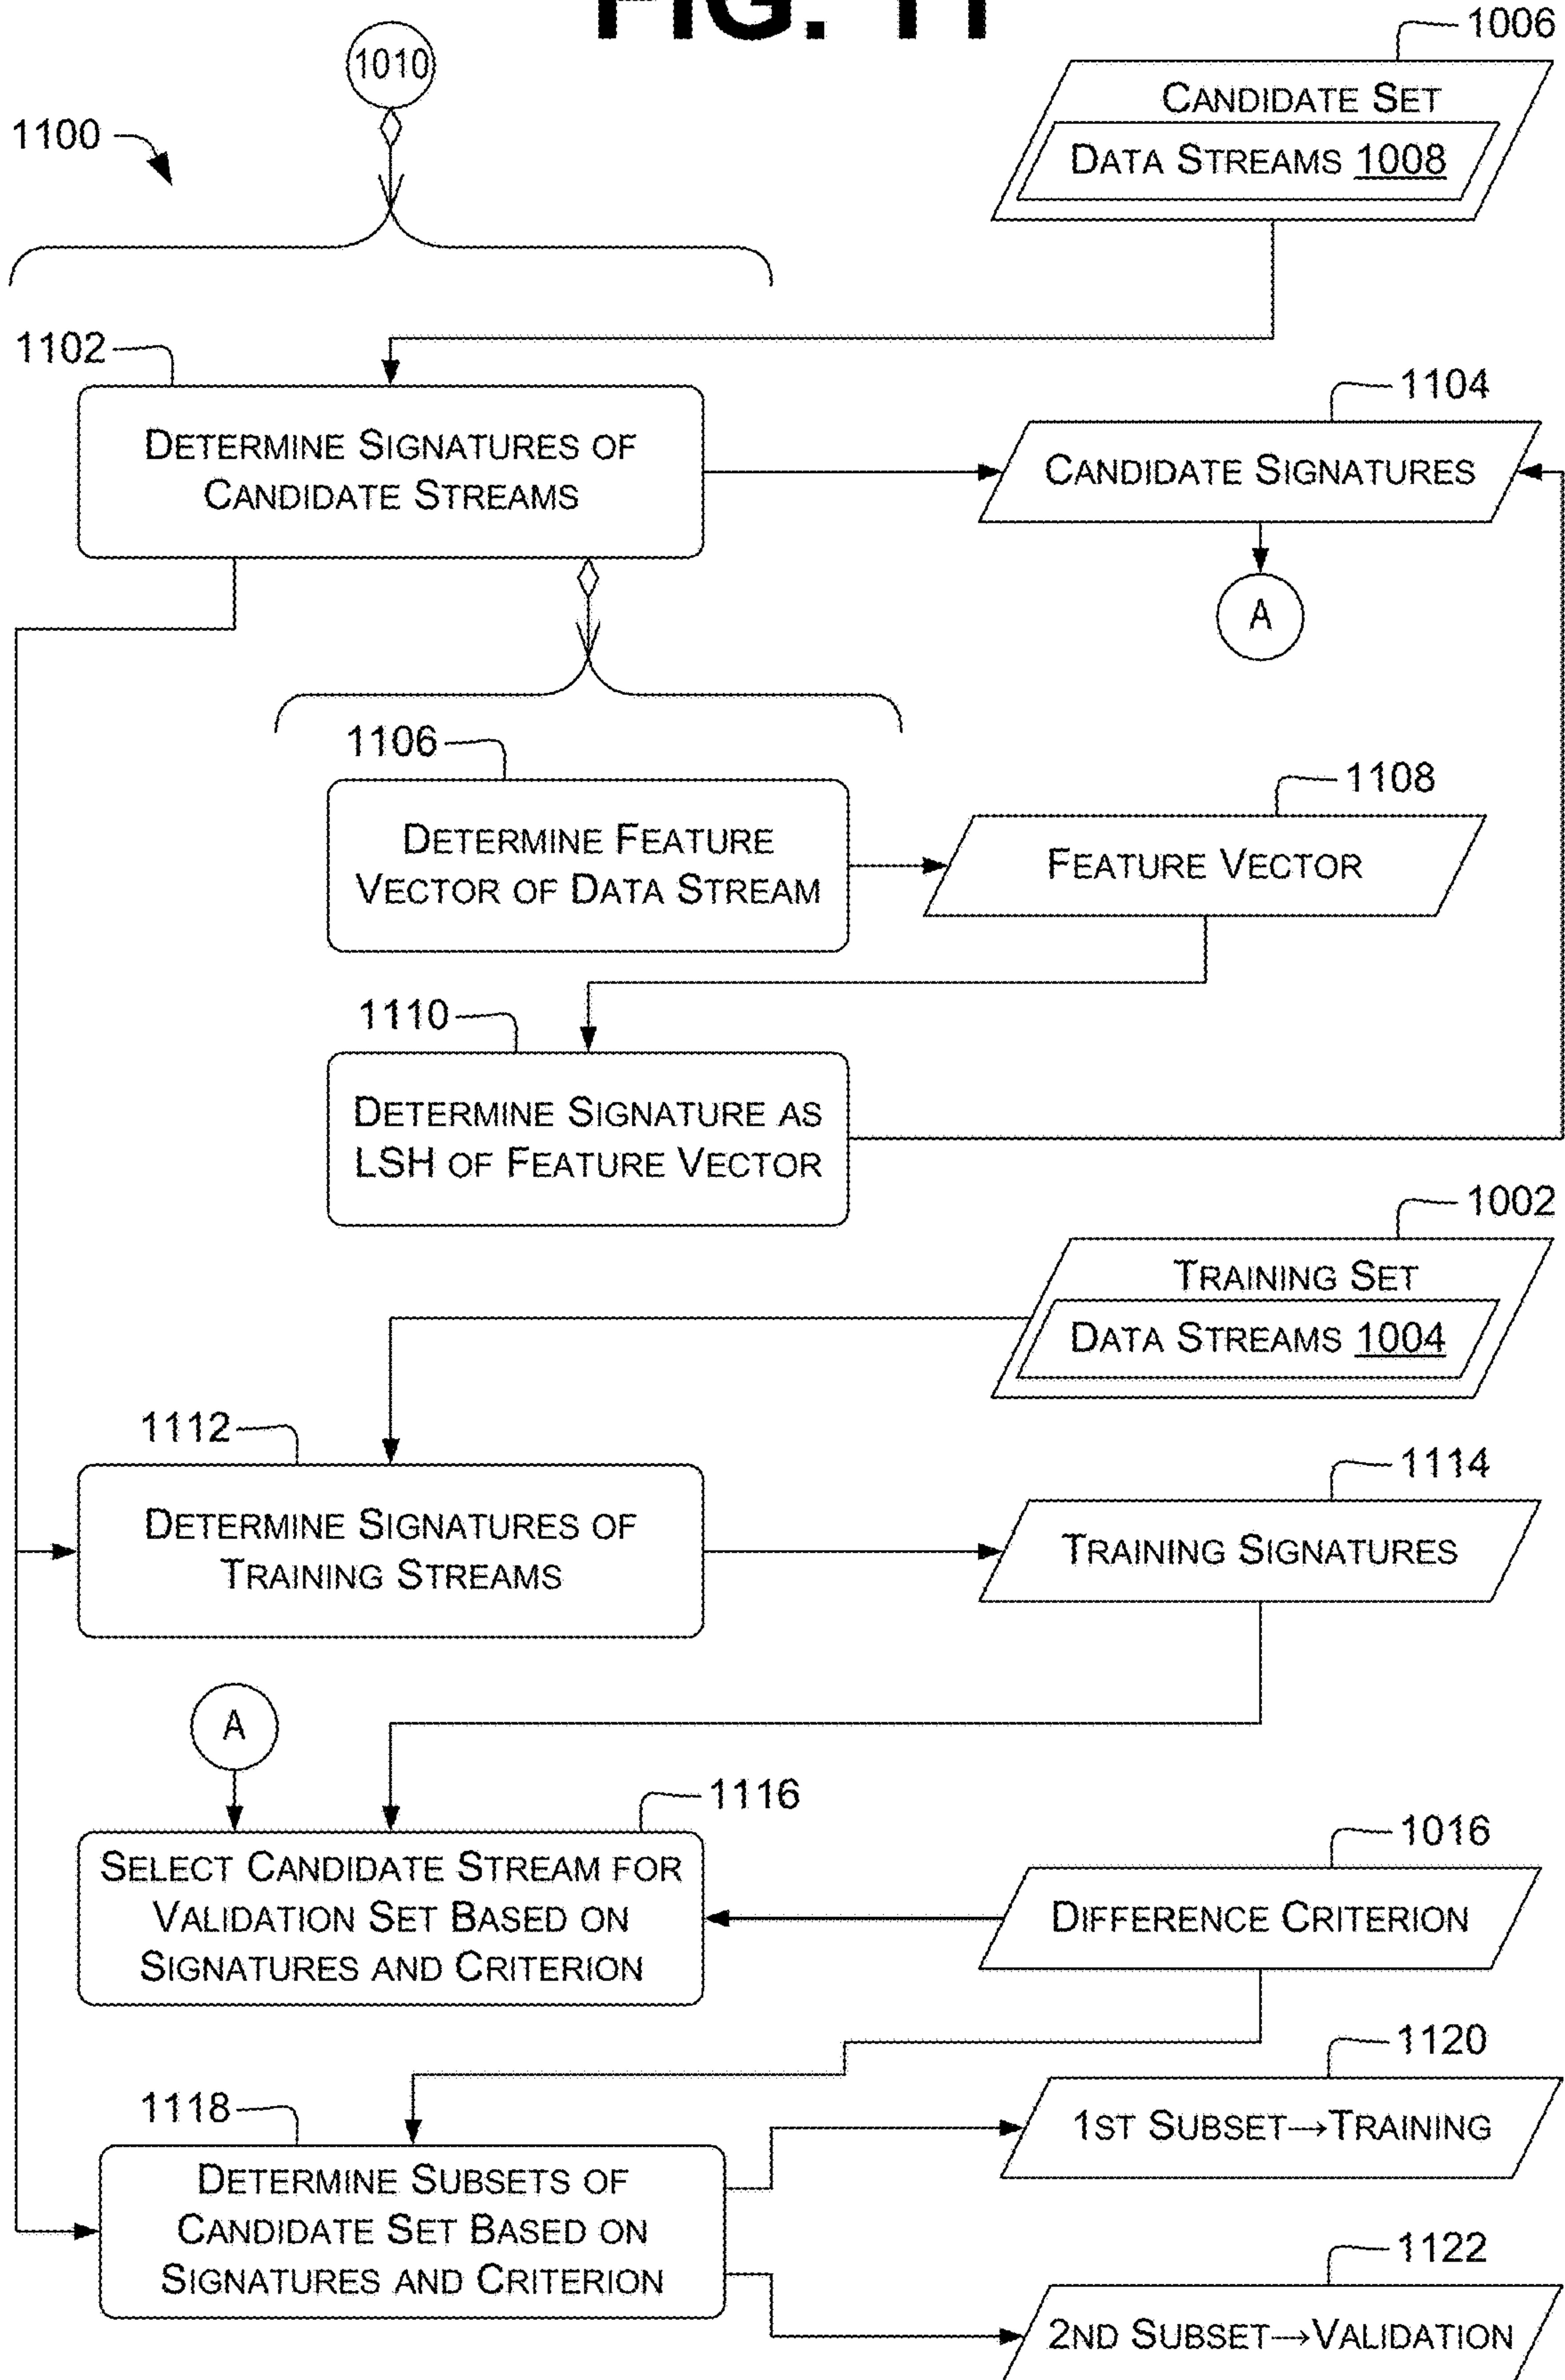 FIG. 11
1010
1006
CANDIDATE SET
DATA STREAMS 1008
1100
1102
DETERMINE SIGNATURES OF
CANDIDATE STREAMS
1104
CANDIDATE SIGNATURES
A
1106
DETERMINE FEATURE
VECTOR OF DATA STREAM
1108
FEATURE VECTOR
1110
DETERMINE SIGNATURE AS
LSH OF FEATURE VECTOR
1002
TRAINING SET
DATA STREAMS 1004
1112
DETERMINE SIGNATURES OF
TRAINING STREAMS
1114
TRAINING SIGNATURES
A
1116
SELECT CANDIDATE STREAM FOR
VALIDATION SET BASED ON
SIGNATURES AND CRITERION
1016
DIFFERENCE CRITERION
1118
DETERMINE SUBSETS OF
CANDIDATE SET BASED ON
SIGNATURES AND CRITERION
1120
1ST SUBSET→TRAINING
1122
2ND SUBSET→VALIDATION